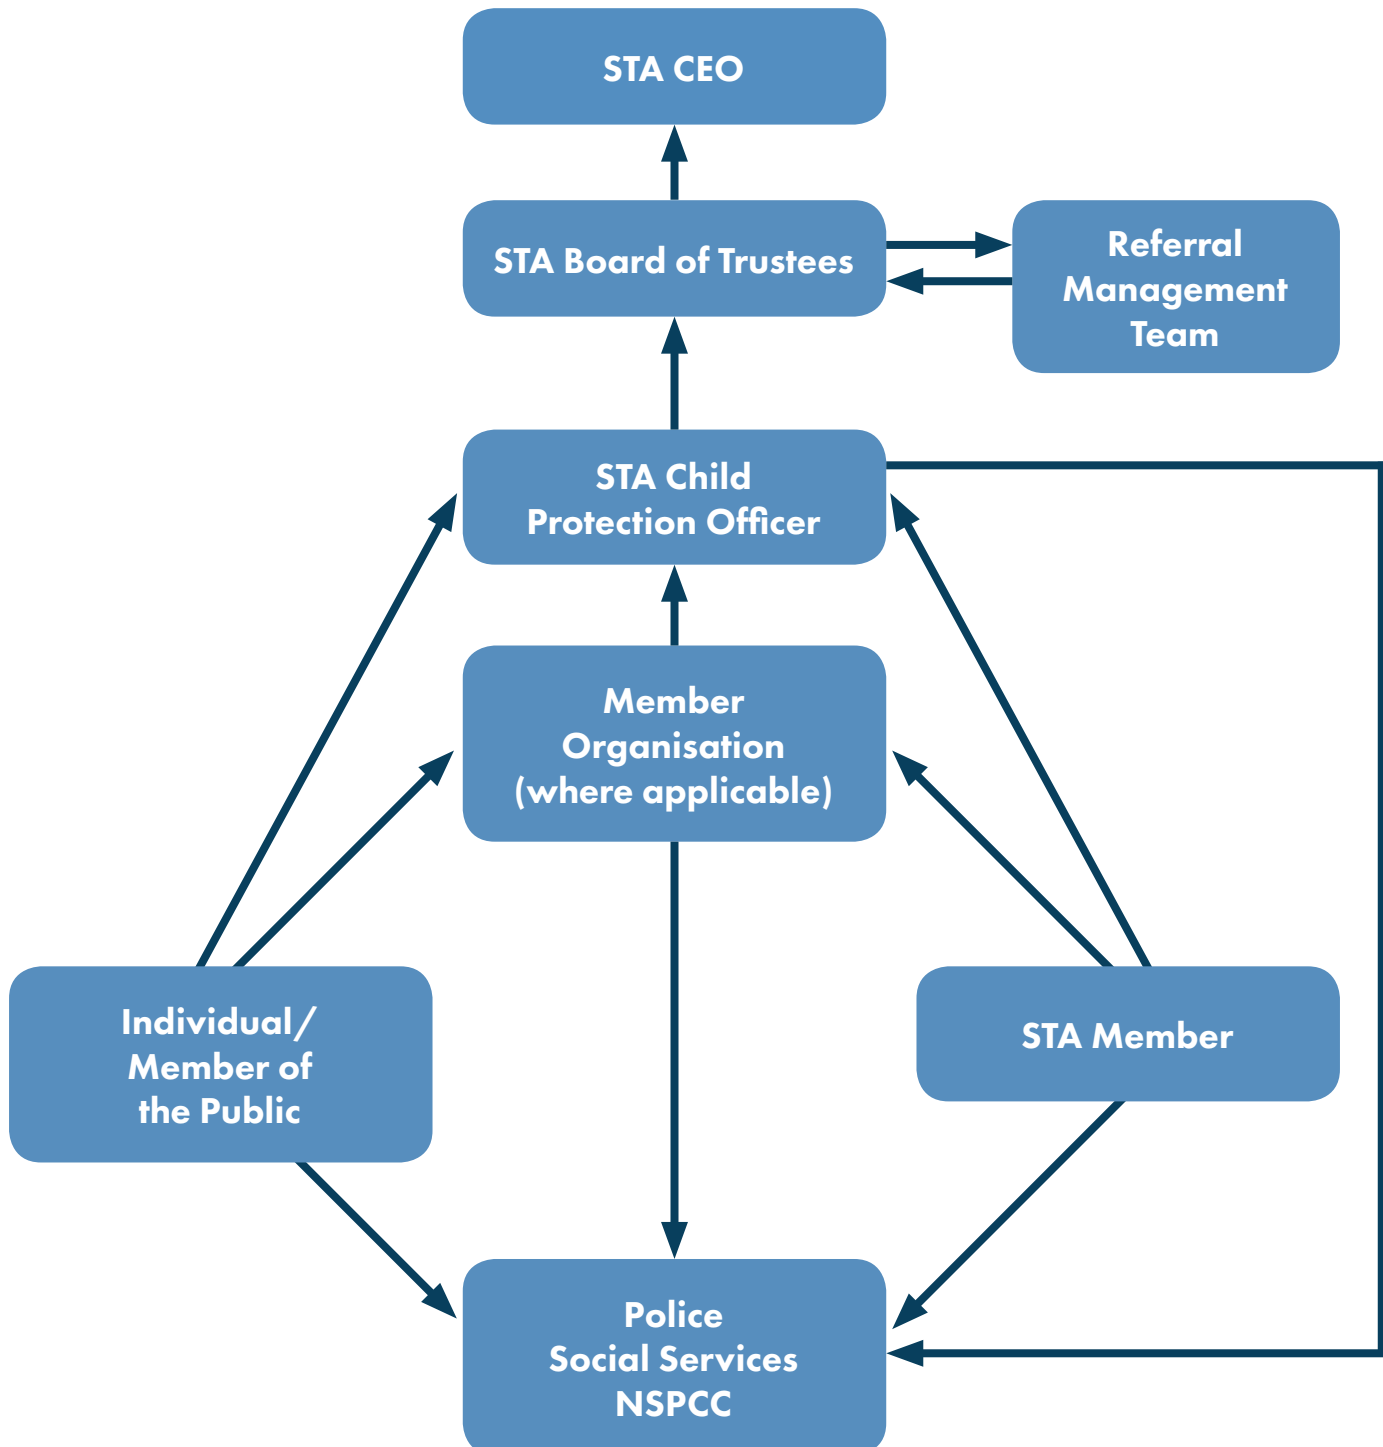 STA CEO
STA Board of Trustees
Referral
Management
Team
STA Child
Protection Officer
Member
Organisation
(where applicable)
Individual/
Member of
the Public
STA Member
Police
Social Services
NSPCC